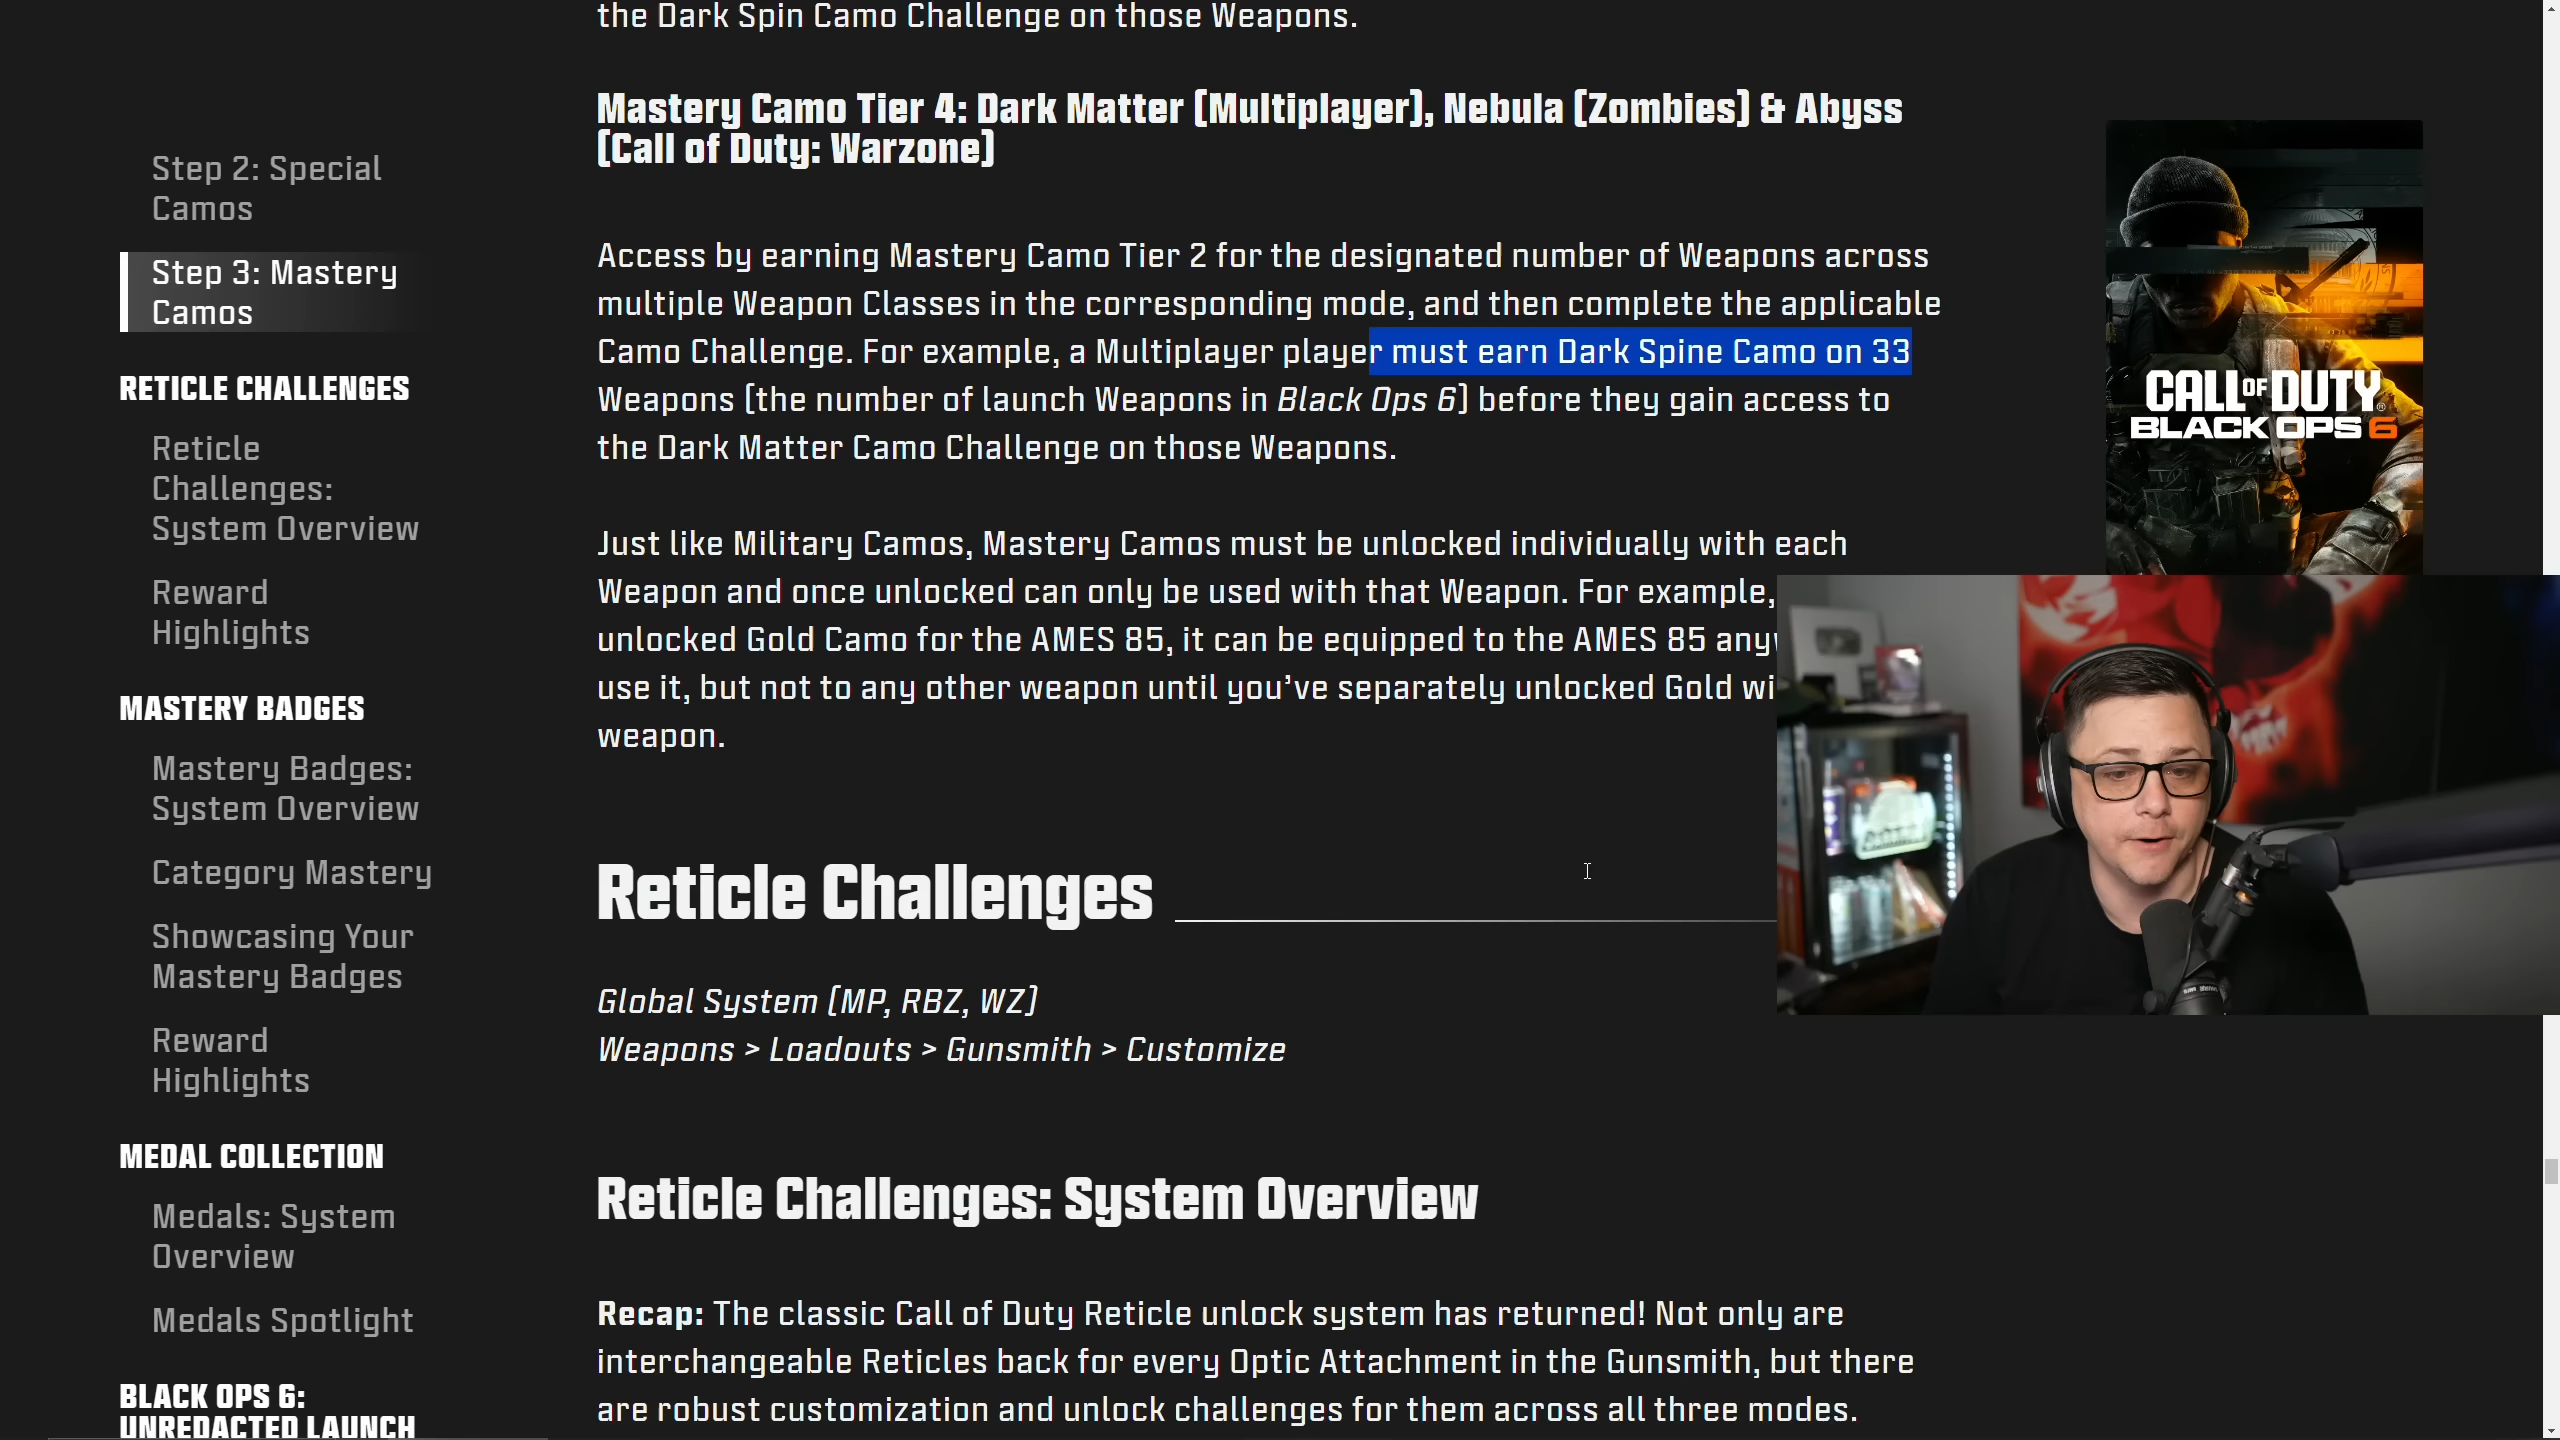 the Dark Spin Camo Challenge on those Weapons.
Mastery Camo Tier 4: Dark Matter (Multiplayer), Nebula (Zombies) & Abyss
(Call of Duty: Warzone)
Access by earning Mastery Camo Tier 2 for the designated number of Weapons across
multiple Weapon Classes in the corresponding mode, and then complete the applicable
Camo Challenge. For example, a Multiplayer player must earn Dark Spine Camo on 33
Weapons (the number of launch Weapons in Black Ops 6) before they gain access to
the Dark Matter Camo Challenge on those Weapons.
Just like Military Camos, Mastery Camos must be unlocked individually with each
Weapon and once unlocked can only be used with that Weapon. For example,
unlocked Gold Camo for the AMES 85, it can be equipped to the AMES 85 anyw
use it, but not to any other weapon until you’ve separately unlocked Gold wi
weapon.
Reticle Challenges
Global System (MP, RBZ, WZ)
Weapons > Loadouts > Gunsmith > Customize
Reticle Challenges: System Overview
Recap: The classic Call of Duty Reticle unlock system has returned! Not only are
interchangeable Reticles back for every Optic Attachment in the Gunsmith, but there
are robust customization and unlock challenges for them across all three modes.
Step 2: Special
Camos
Step 3: Mastery
Camos
RETICLE CHALLENGES
Reticle
Challenges:
System Overview
Reward
Highlights
MASTERY BADGES
Mastery Badges:
System Overview
Category Mastery
Showcasing Your
Mastery Badges
Reward
Highlights
MEDAL COLLECTION
Medals: System
Overview
Medals Spotlight
BLACK OPS 6:
UNREDACTED LAUNCH
CALL OF DUTY®
BLACK OPS 6